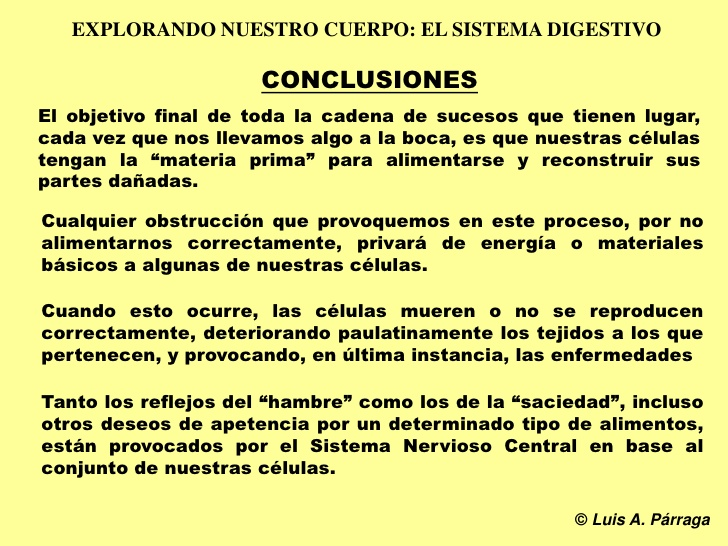 EXPLORANDO NUESTRO CUERPO: EL SISTEMA DIGESTIVO
CONCLUSIONES
El objetivo final de toda la cadena de sucesos que tienen lugar,
cada vez que nos llevamos algo a la boca, es que nuestras células
tengan la “materia prima” para alimentarse y reconstruir sus
partes dañadas.
Cualquier obstrucción que provoquemos en este proceso, por no
alimentarnos correctamente, privará de energía o materiales
básicos a algunas de nuestras células.
Cuando esto ocurre, las células mueren o no se reproducen
correctamente, deteriorando paulatinamente los tejidos a los que
pertenecen, y provocando, en última instancia, las enfermedades
Tanto los reflejos del “hambre” como los de la “saciedad”, incluso
otros deseos de apetencia por un determinado tipo de alimentos,
están provocados por el Sistema Nervioso Central en base al
conjunto de nuestras células.
© Luis A. Párraga